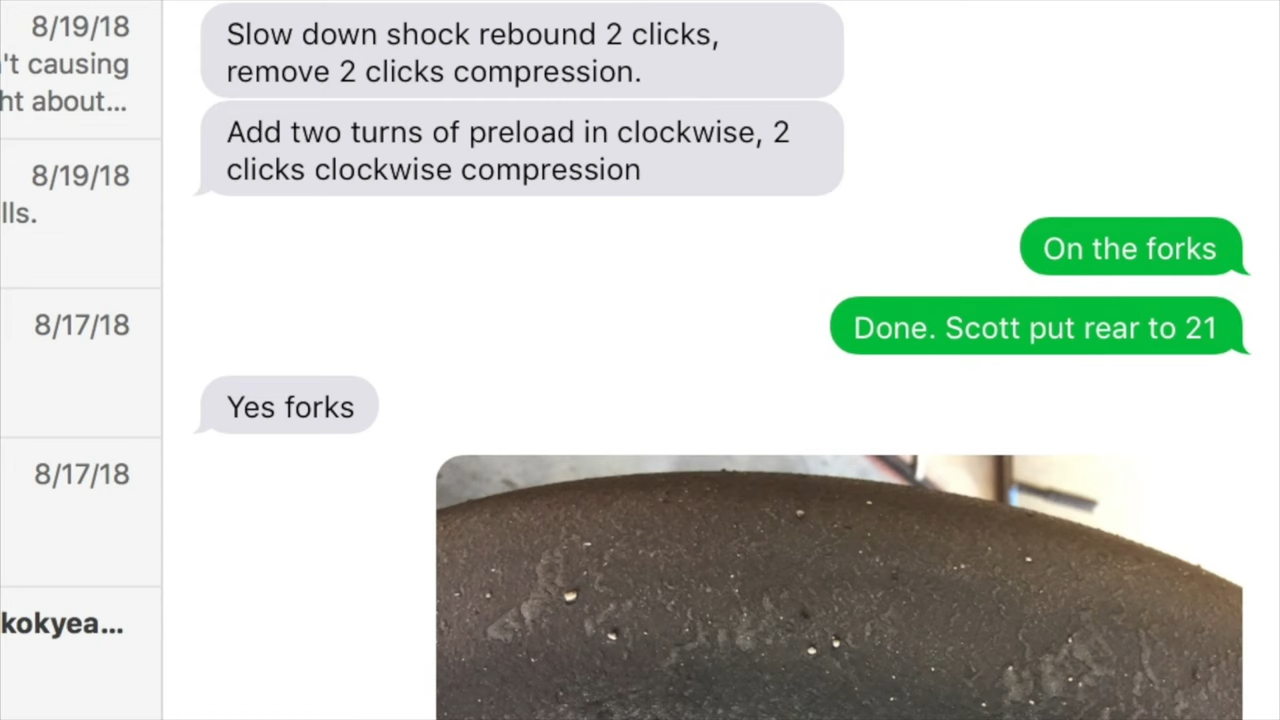 8/19/18
't causing
ht about...
8/19/18
lls.
8/17/18
8/17/18
kokyea...
Slow down shock rebound 2 clicks,
remove 2 clicks compression.
Add two turns of preload in clockwise, 2
clicks clockwise compression
On the forks
Done. Scott put rear to 21
Yes forks